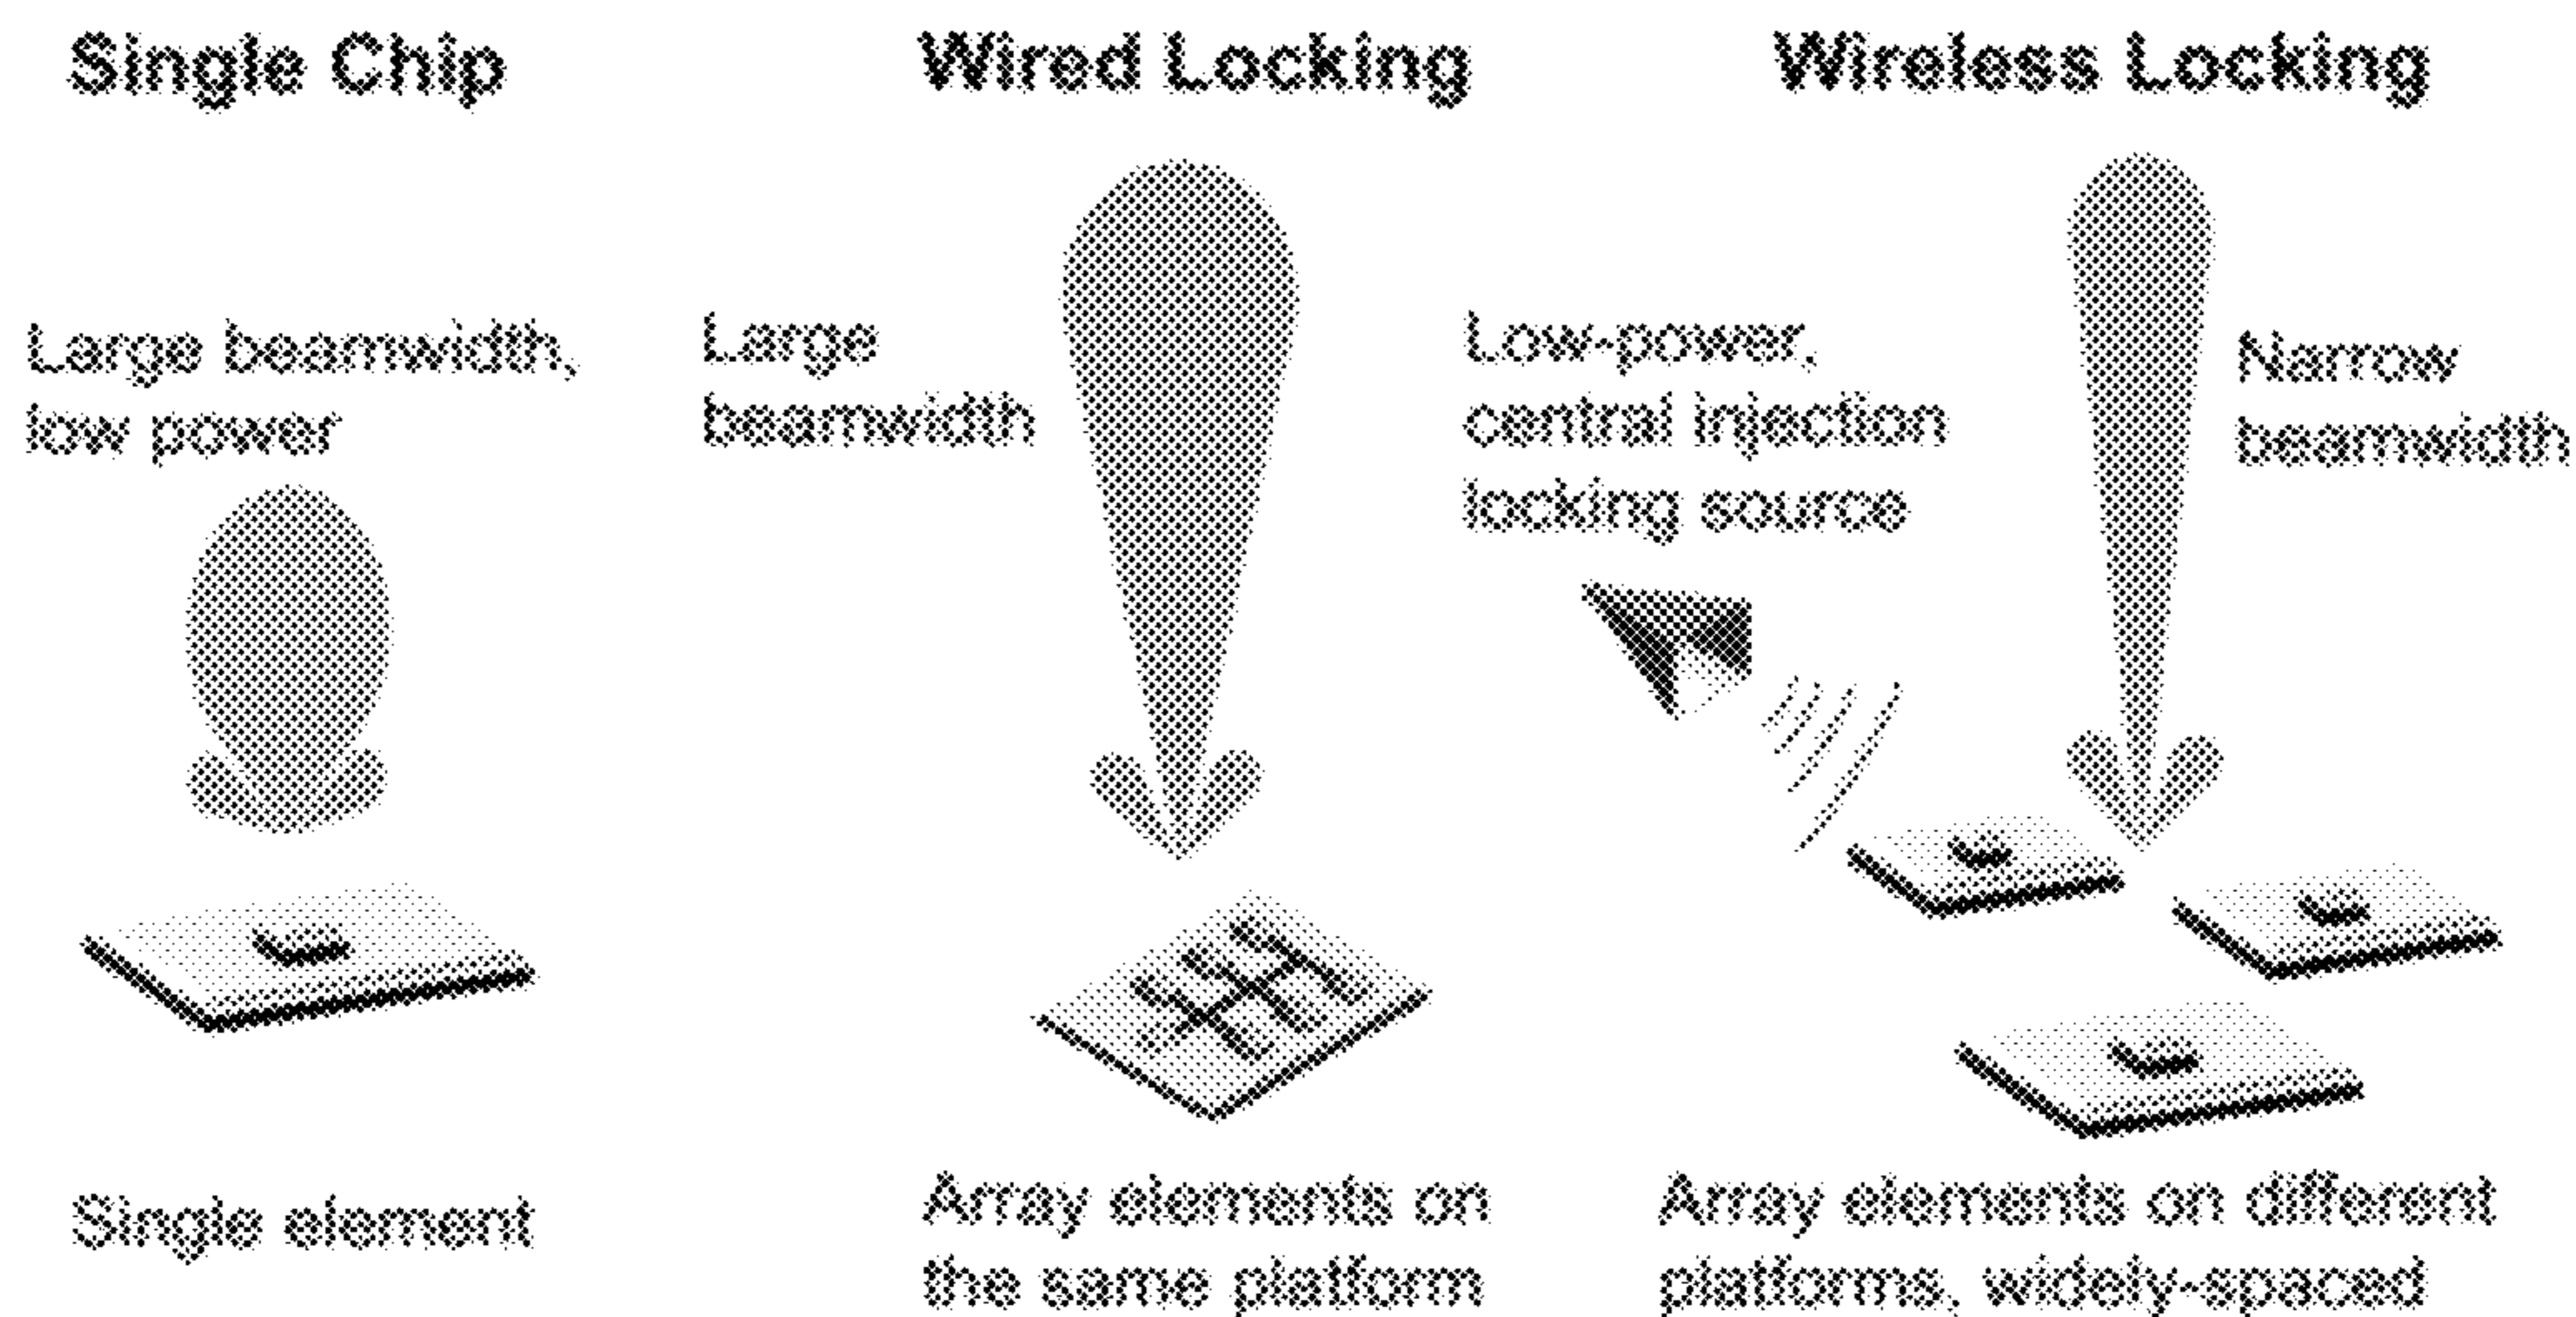 Single Chip
Large beamwidth,
low power
Single element
Wired Locking
Large
beamwidth
Array elements on
the same platform
Wireless Locking
Low-power,
central injection
locking source
Narrow
beamwidth
Array elements on different
platforms, widely-spaced